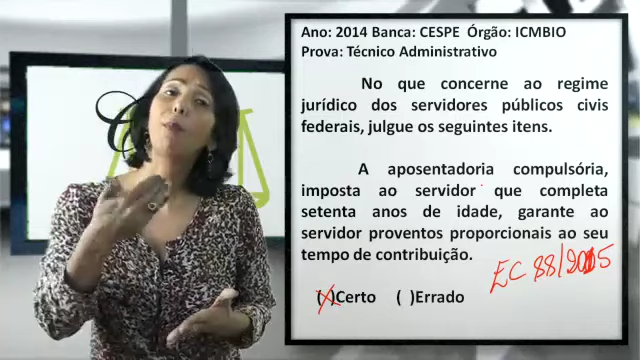 Ano: 2014 Banca: CESPE Órgão: ICMBIO
Prova: Técnico Administrativo
No que concerne ao regime
jurídico dos servidores públicos civis
federais, julgue os seguintes itens.
A aposentadoria compulsória,
imposta ao servidor que completa
setenta anos de idade, garante ao
servidor proventos proporcionais ao seu
tempo de contribuição.
EC 88/2015
(X)Certo ( )Errado